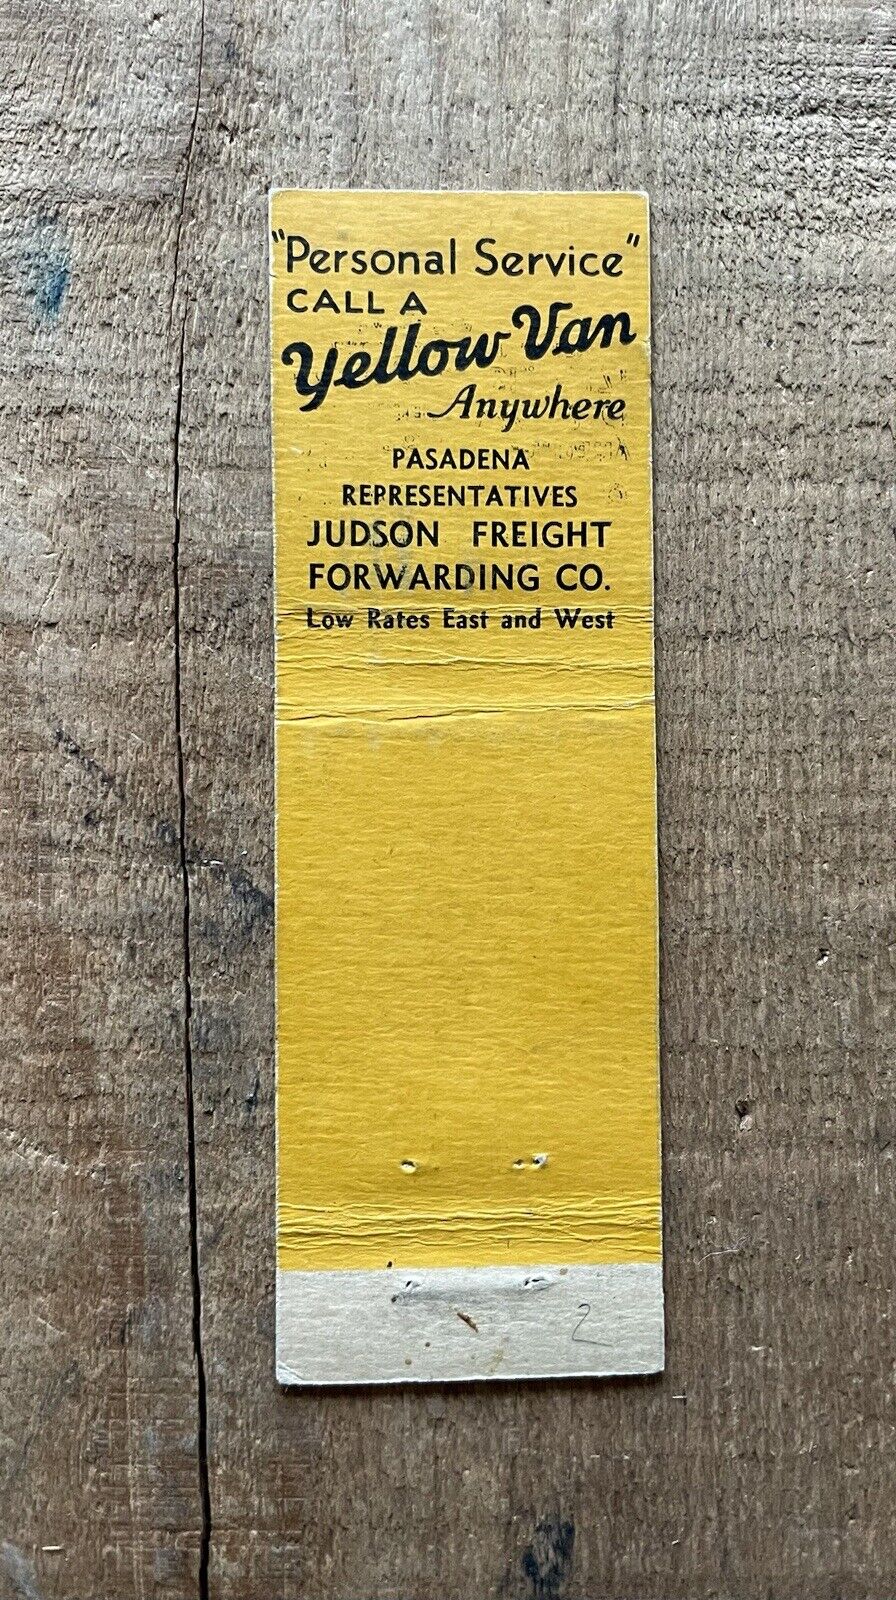 "Personal Service"
CALL A
Yellow Van
Anywhere
PASADENA
REPRESENTATIVES
JUDSON FREIGHT
FORWARDING CO.
Low Rates East and West
2